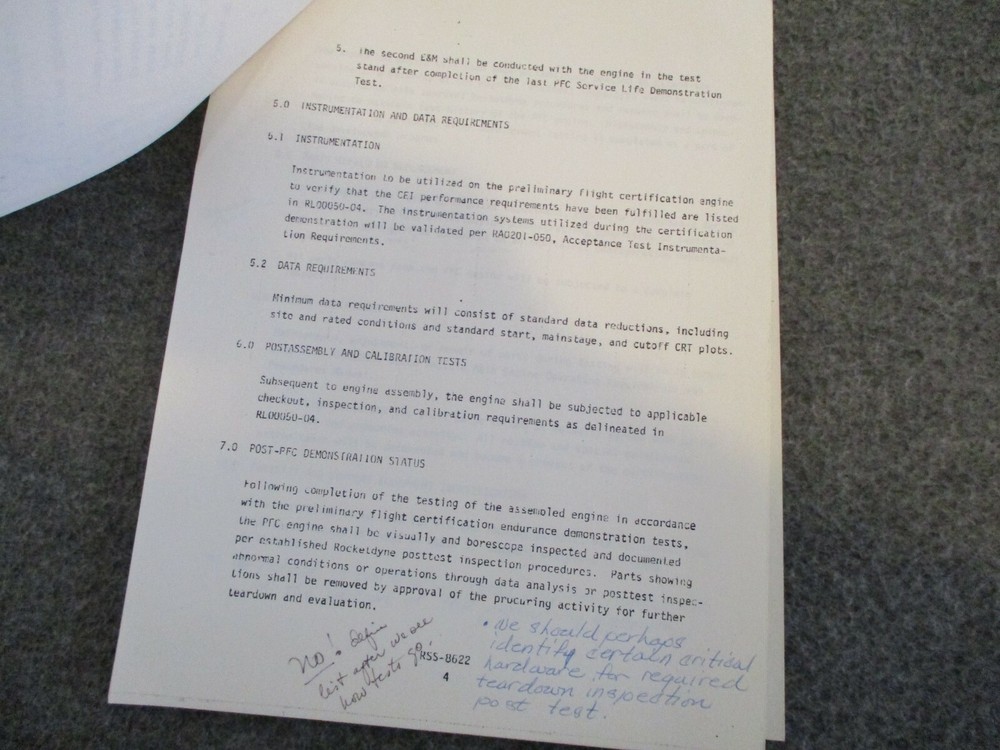 5. The second E&M shall be conducted with the engine in the test
stand after completion of the last PFC Service Life Demonstration
Test.
5.0 INSTRUMENTATION AND DATA REQUIREMENTS
5.1 INSTRUMENTATION
Instrumentation to be utilized on the preliminary flight certification engine
to verify that the CEI performance requirements have been fulfilled are listed
in RL00050-04. The instrumentation systems utilized during the certification
demonstration will be validated per RA0201-050, Acceptance Test Instrumenta-
tion Requirements.
5.2 DATA REQUIREMENTS
Minimum data requirements will consist of standard data reductions, including
site and rated conditions and standard start, mainstage, and cutoff CRT plots.
6.0 POSTASSEMBLY AND CALIBRATION TESTS
Subsequent to engine assembly, the engine shall be subjected to applicable
checkout, inspection, and calibration requirements as delineated in
RL00050-04.
7.0 POST-PFC DEMONSTRATION STATUS
Following completion of the testing of the assembled engine in accordance
with the preliminary flight certification endurance demonstration tests,
the PFC engine shall be visually and borescope inspected and documented
per established Rocketdyne posttest inspection procedures. Parts showing
abnormal conditions or operations through data analysis or posttest inspec-
tions shall be removed by approval of the procuring activity for further
teardown and evaluation.
No! Define
list after we see
how tests go.
RSS-8622
4
• We should perhaps
identify certain critical
hardware for required
teardown inspection
post test.